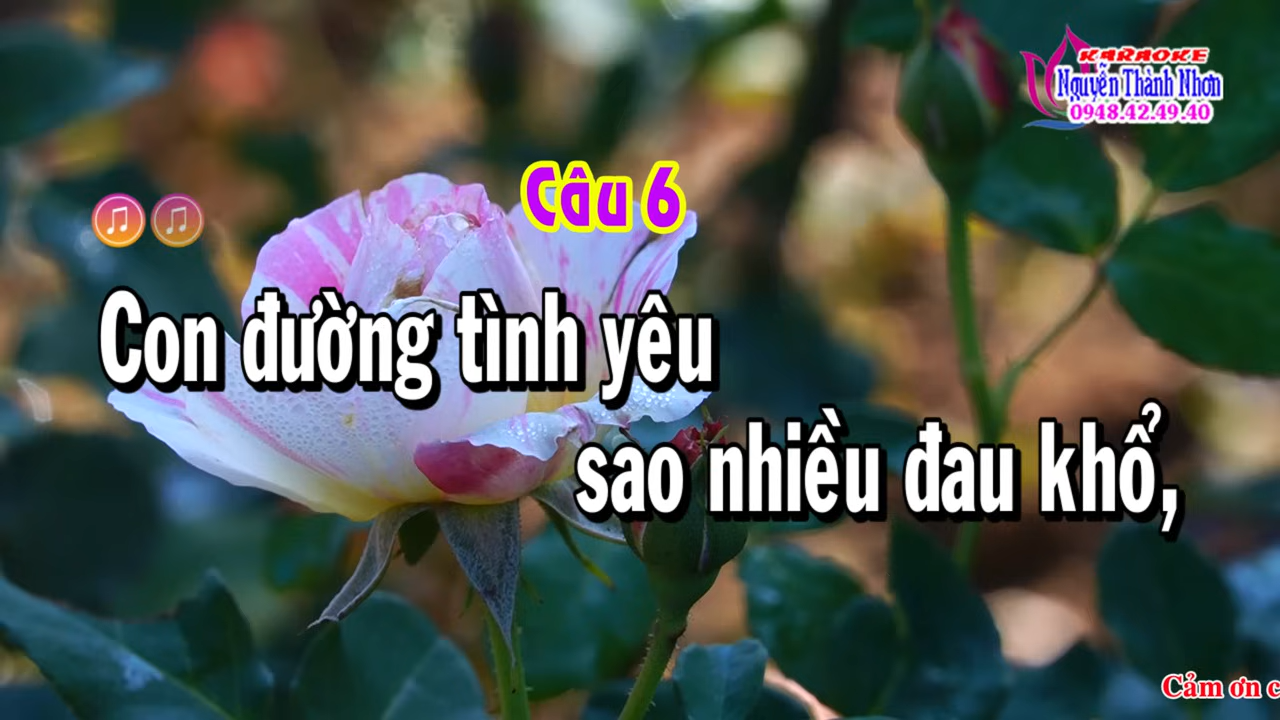 KARAOKE
Nguyễn Thành Nhơn
0948.42.49.40
Câu 6
Con đường tình yêu
sao nhiều đau khổ,
Cảm ơn c